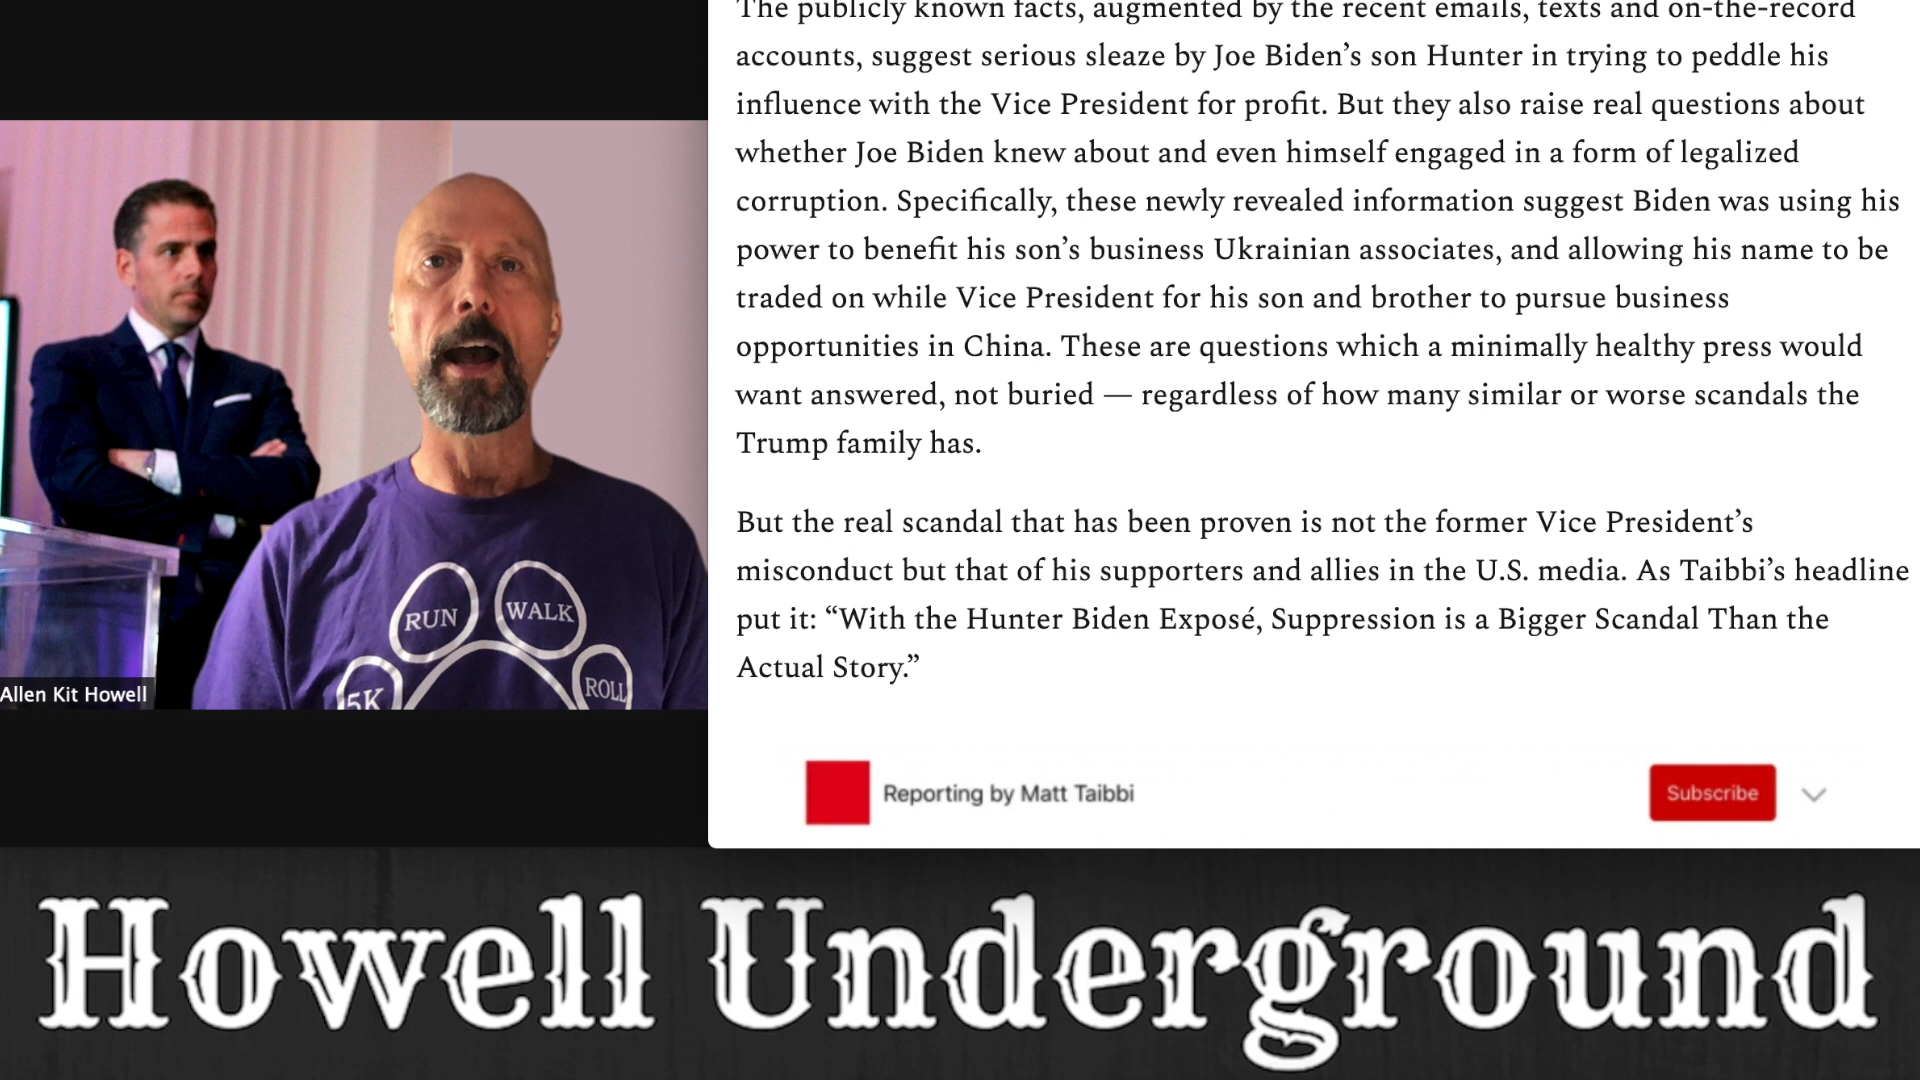 The publicly known facts, augmented by the recent emails, texts and on-the-record
accounts, suggest serious sleaze by Joe Biden’s son Hunter in trying to peddle his
influence with the Vice President for profit. But they also raise real questions about
whether Joe Biden knew about and even himself engaged in a form of legalized
corruption. Specifically, these newly revealed information suggest Biden was using his
power to benefit his son’s business Ukrainian associates, and allowing his name to be
traded on while Vice President for his son and brother to pursue business
opportunities in China. These are questions which a minimally healthy press would
want answered, not buried — regardless of how many similar or worse scandals the
Trump family has.
But the real scandal that has been proven is not the former Vice President’s
misconduct but that of his supporters and allies in the U.S. media. As Taibbi’s headline
put it: “With the Hunter Biden Exposé, Suppression is a Bigger Scandal Than the
Actual Story.”
Reporting by Matt Taibbi
Subscribe
RUN
WALK
5K
ROLL
Allen Kit Howell
Howell Underground